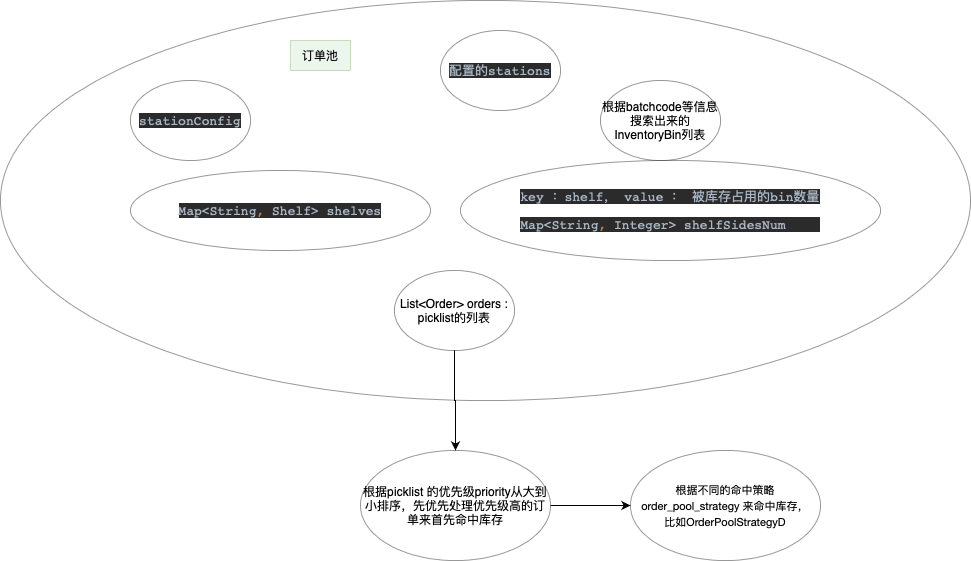 订单池
配置的stations
stationConfig
根据batchcode等信息
搜索出来的
InventoryBin列表
Map<String, Shelf> shelves
key : shelf, value : 被库存占用的bin数量
Map<String, Integer> shelfSidesNum
List<Order> orders :
picklist的列表
根据picklist 的优先级priority从大到
小排序，先优先处理优先级高的订
单来首先命中库存
根据不同的命中策略
order_pool_strategy 来命中库存,
比如OrderPoolStrategyD